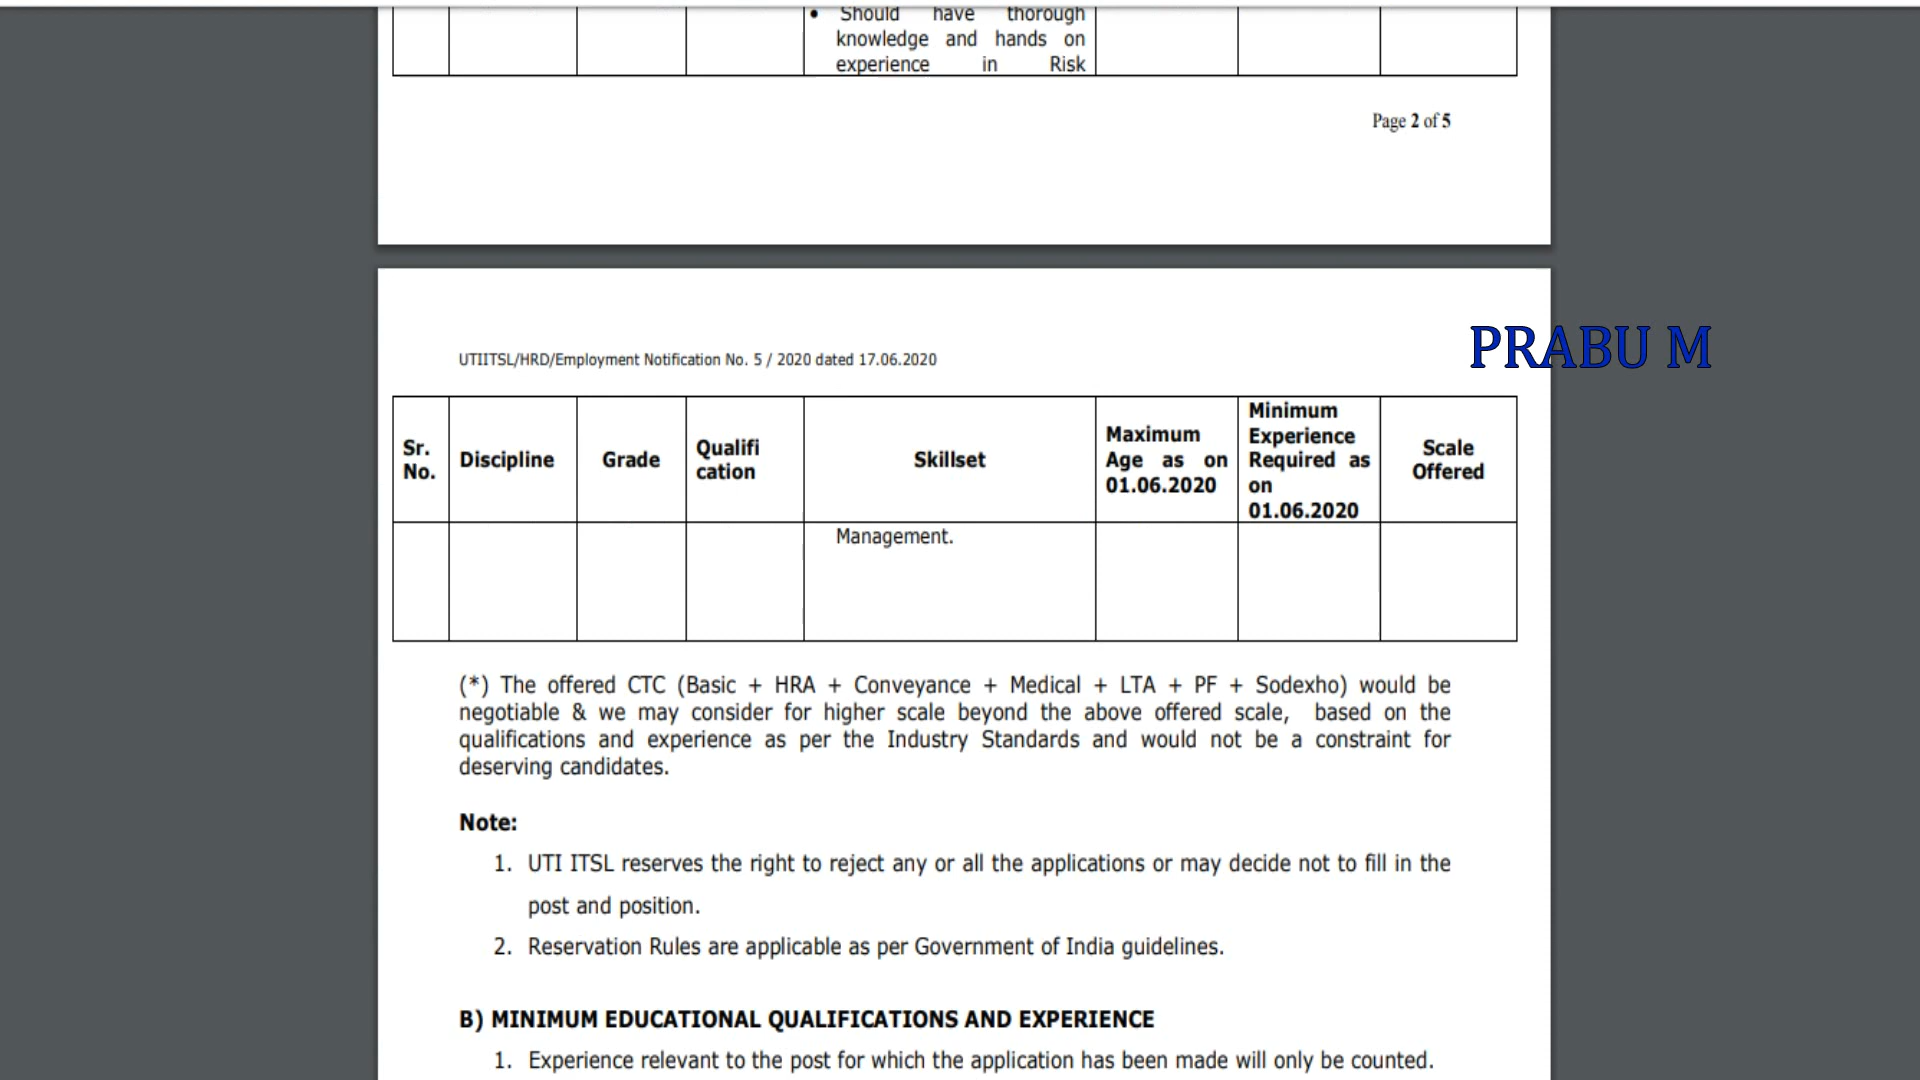 • Should have thorough
knowledge and hands on
experience in Risk
Page 2 of 5
PRABU M
UTIITSL/HRD/Employment Notification No. 5 / 2020 dated 17.06.2020
Sr.
No.
Discipline
Grade
Qualifi
cation
Skillset
Maximum
Age as on
01.06.2020
Minimum
Experience
Required as
on
01.06.2020
Scale
Offered
Management.
(*) The offered CTC (Basic + HRA + Conveyance + Medical + LTA + PF + Sodexho) would be
negotiable & we may consider for higher scale beyond the above offered scale, based on the
qualifications and experience as per the Industry Standards and would not be a constraint for
deserving candidates.
Note:
1. UTI ITSL reserves the right to reject any or all the applications or may decide not to fill in the
post and position.
2. Reservation Rules are applicable as per Government of India guidelines.
B) MINIMUM EDUCATIONAL QUALIFICATIONS AND EXPERIENCE
1. Experience relevant to the post for which the application has been made will only be counted.